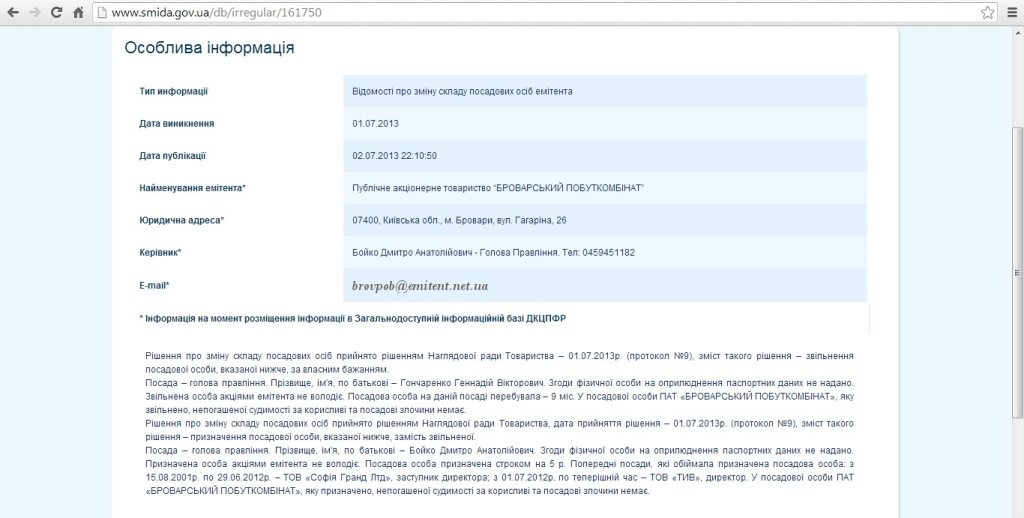 www.smida.gov.ua/db/irregular/161750
Особлива інформація
Тип информації Відомості про зміну складу посадових осіб емітента
Дата виникнення 01.07.2013
Дата публікації 02.07.2013 22:10:50
Найменування емітента* Публічне акціонерне товариство "БРОВАРСЬКИЙ ПОБУТКОМБІНАТ"
Юридична адреса* 07400, Київська обл., м. Бровари, вул. Гагаріна, 26
Керівник* Бойко Дмитро Анатолійович - Голова Правління. Тел: 0459451182
E-mail* brovpob@emitent.net.ua
* Інформація на момент розміщення інформації в Загальнодоступній інформаційній базі ДКЦПФР
Рішення про зміну складу посадових осіб прийнято рішенням Наглядової ради Товариства – 01.07.2013р. (протокол №9), зміст такого рішення – звільнення
посадової особи, вказаної нижче, за власним бажанням.
Посада – голова правління. Прізвище, ім'я, по батькові – Гончаренко Геннадій Вікторович. Згоди фізичної особи на оприлюднення паспортних даних не надано.
Звільнена особа акціями емітента не володіє. Посадова особа на даній посаді перебувала – 9 міс. У посадової особи ПАТ «БРОВАРСЬКИЙ ПОБУТКОМБІНАТ», яку
звільнено, непогашеної судимості за корисливі та посадові злочини немає.
Рішення про зміну складу посадових осіб прийнято рішенням Наглядової ради Товариства, дата прийняття рішення – 01.07.2013р. (протокол №9), зміст такого
рішення – призначення посадової особи, вказаної нижче, замість звільненої.
Посада – голова правління. Прізвище, ім'я, по батькові – Бойко Дмитро Анатолійович. Згоди фізичної особи на оприлюднення паспортних даних не надано.
Призначена особа акціями емітента не володіє. Посадова особа призначена строком на 5 р. Попередні посади, які обіймала призначена посадова особа: з
15.08.2001р. по 29.06.2012р. – ТОВ «Софія Гранд Лтд», заступник директора; з 01.07.2012р. по теперішній час – ТОВ «ТИВ», директор. У посадової особи ПАТ
«БРОВАРСЬКИЙ ПОБУТКОМБІНАТ», яку призначено, непогашеної судимості за корисливі та посадові злочини немає.